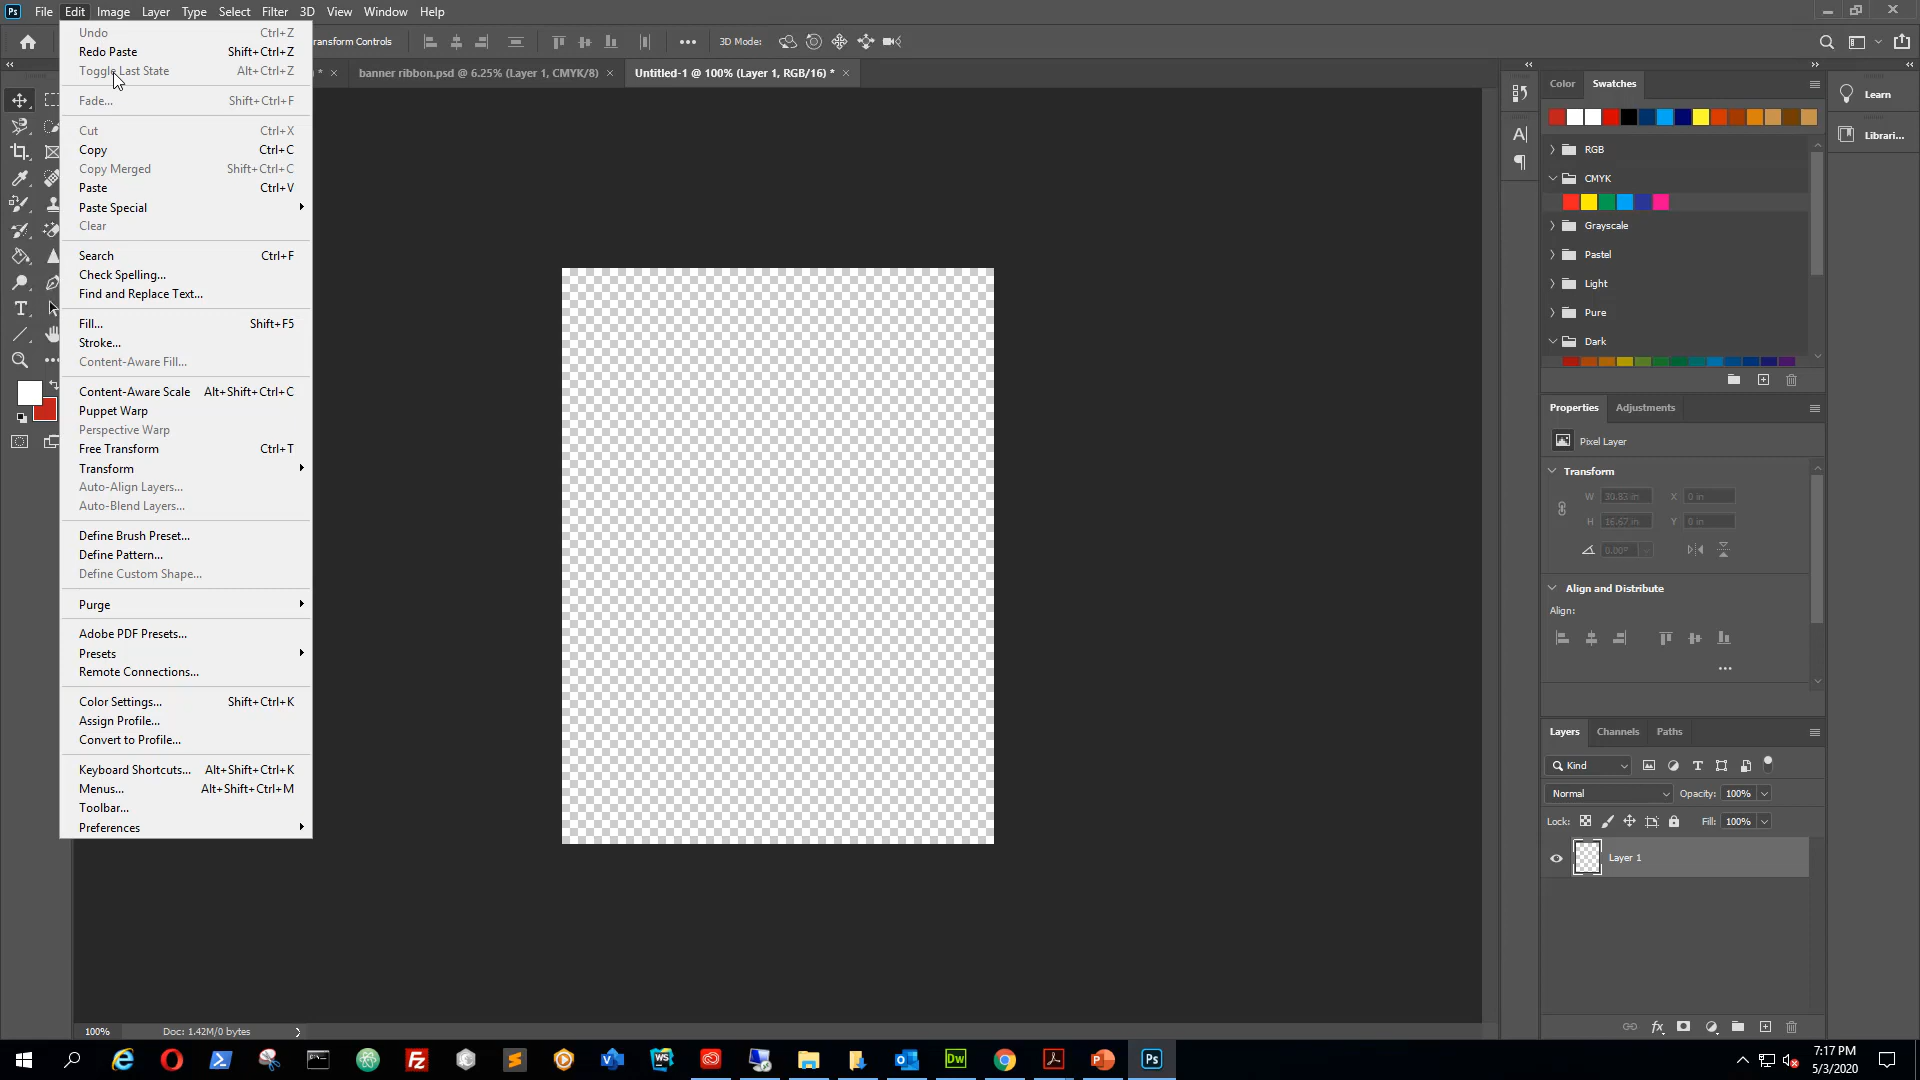 Ps File Edit Image Layer Type Select Filter 3D View Window Help
Transform Controls 3D Mode:
banner ribbon.psd @ 6.25% (Layer 1, CMYK/8) × Untitled-1 @ 100% (Layer 1, RGB/16) * ×
Undo Ctrl+Z
Redo Paste Shift+Ctrl+Z
Toggle Last State Alt+Ctrl+Z
Fade... Shift+Ctrl+F
Cut Ctrl+X
Copy Ctrl+C
Copy Merged Shift+Ctrl+C
Paste Ctrl+V
Paste Special
Clear
Search Ctrl+F
Check Spelling...
Find and Replace Text...
Fill... Shift+F5
Stroke...
Content-Aware Fill...
Content-Aware Scale Alt+Shift+Ctrl+C
Puppet Warp
Perspective Warp
Free Transform Ctrl+T
Transform
Auto-Align Layers...
Auto-Blend Layers...
Define Brush Preset...
Define Pattern...
Define Custom Shape...
Purge
Adobe PDF Presets...
Presets
Remote Connections...
Color Settings... Shift+Ctrl+K
Assign Profile...
Convert to Profile...
Keyboard Shortcuts... Alt+Shift+Ctrl+K
Menus... Alt+Shift+Ctrl+M
Toolbar...
Preferences
Color Swatches
RGB
CMYK
Grayscale
Pastel
Light
Pure
Dark
Learn
Librari...
Properties Adjustments
Pixel Layer
Transform
W 30.83 in X 0 in
H 16.67 in Y 0 in
0.00°
Align and Distribute
Align:
Layers Channels Paths
Kind
Normal Opacity: 100%
Lock: Fill: 100%
Layer 1
fx
100% Doc: 1.42M/0 bytes
WS Dw Ps
7:17 PM
5/3/2020